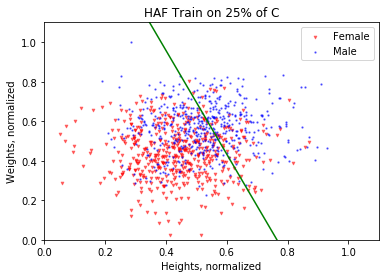 HAF Train on 25% of C
Female
Male
Weights, normalized
1.0
0.8
0.6
0.4
0.2
0.0
0.0 0.2 0.4 0.6 0.8 1.0
Heights, normalized